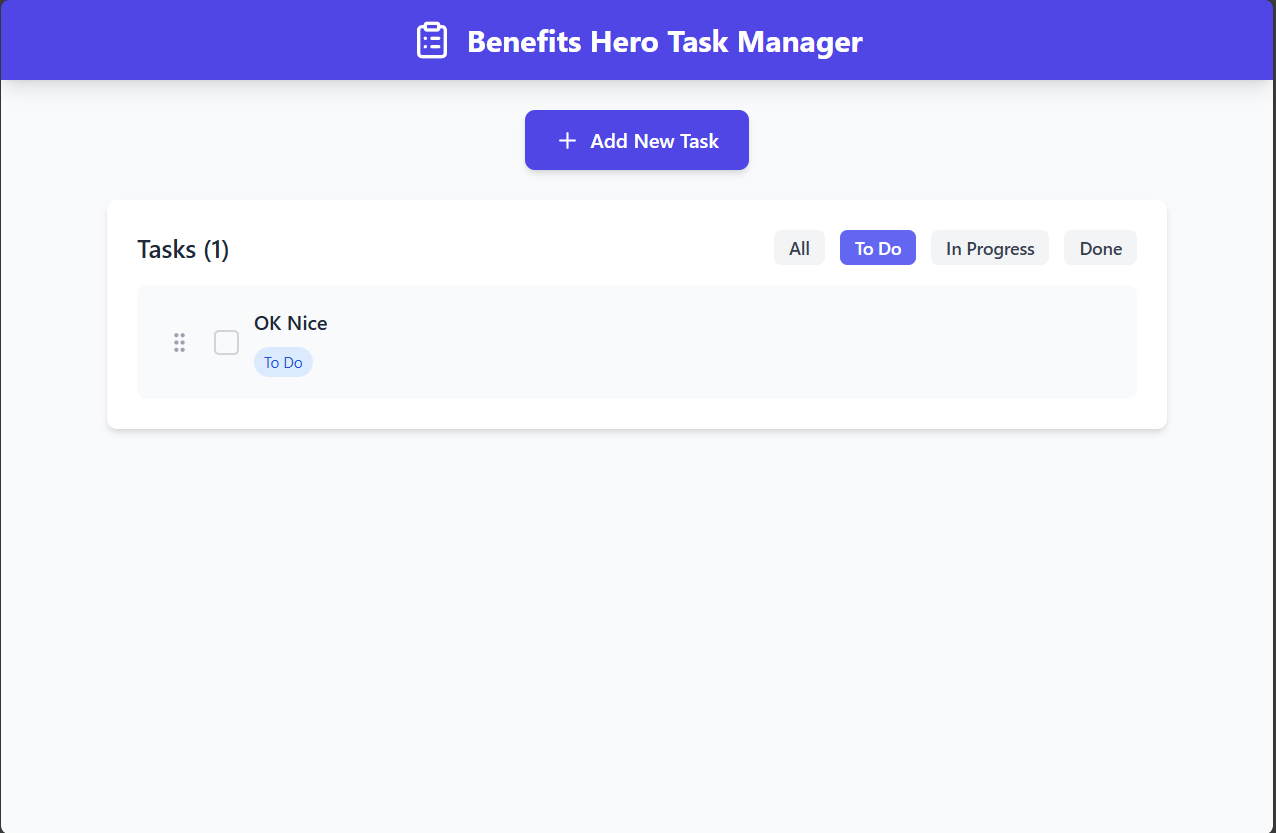 Benefits Hero Task Manager
Add New Task
Tasks (1)
All To Do In Progress Done
OK Nice
To Do